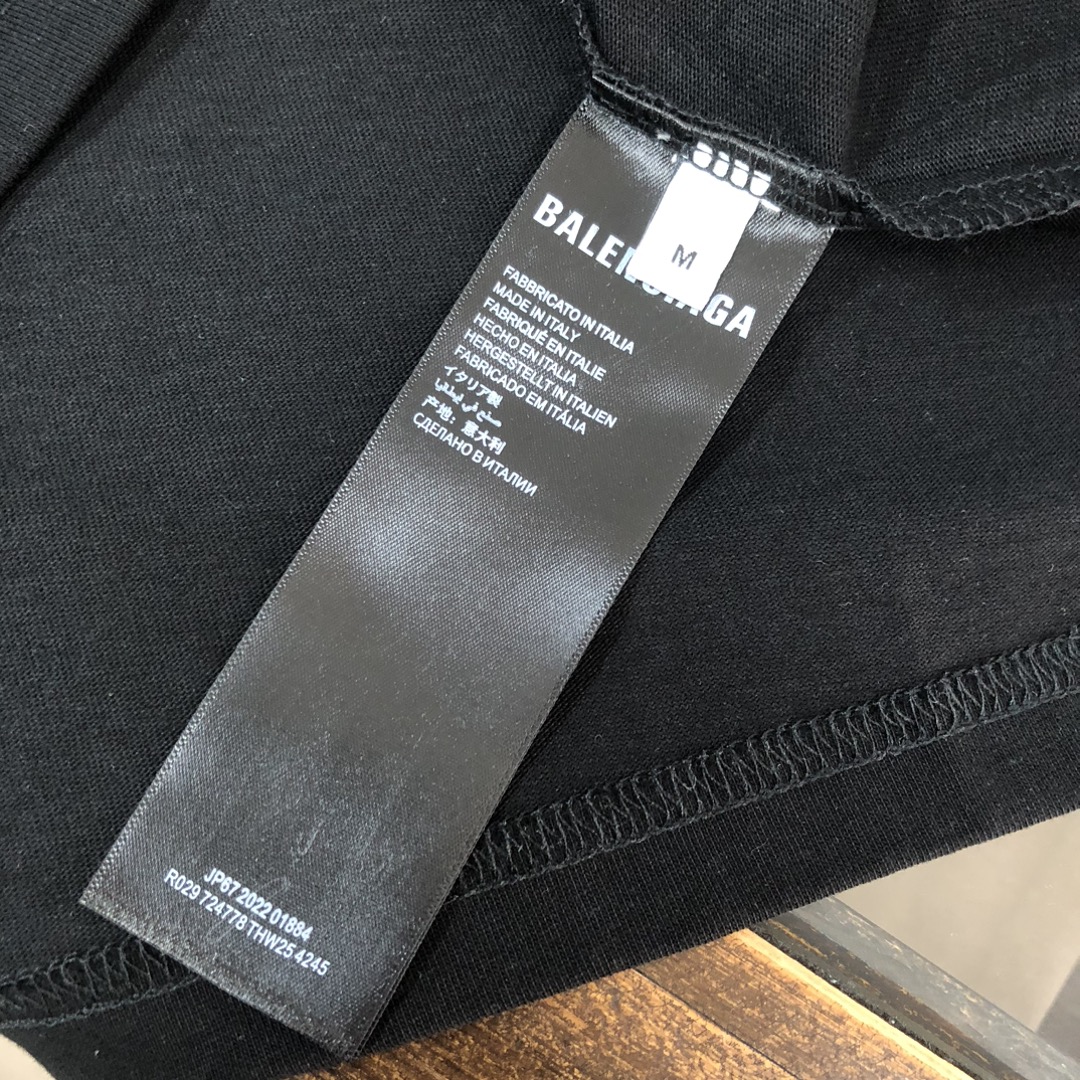 M
BALENCIAGA
FABBRICATO IN ITALIA
MADE IN ITALY
FABRIQUÉ EN ITALIE
HECHO EN ITALIA
HERGESTELLT IN ITALIEN
FABRICADO EM ITÁLIA
イタリア製
صنع في إيطاليا
产地：意大利
СДЕЛАНО В ИТАЛИИ
JP67 2022 01884
R029 724778 THW25 4245